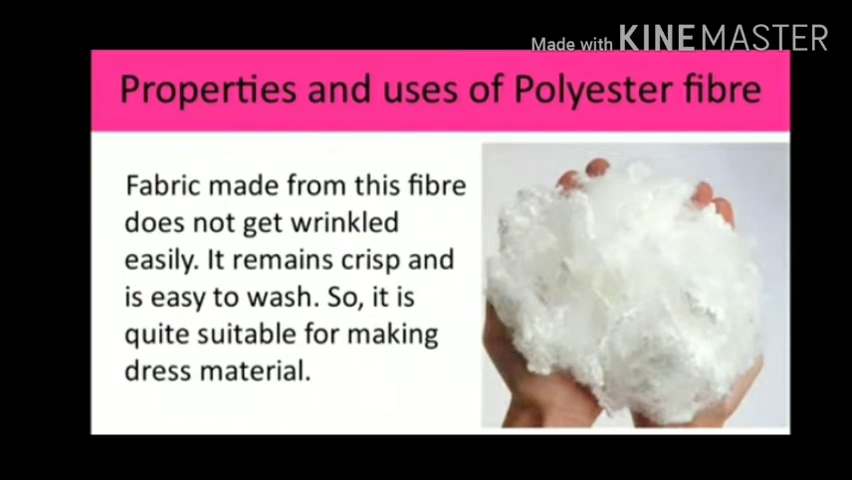 Made with KINEMASTER
Properties and uses of Polyester fibre
Fabric made from this fibre
does not get wrinkled
easily. It remains crisp and
is easy to wash. So, it is
quite suitable for making
dress material.